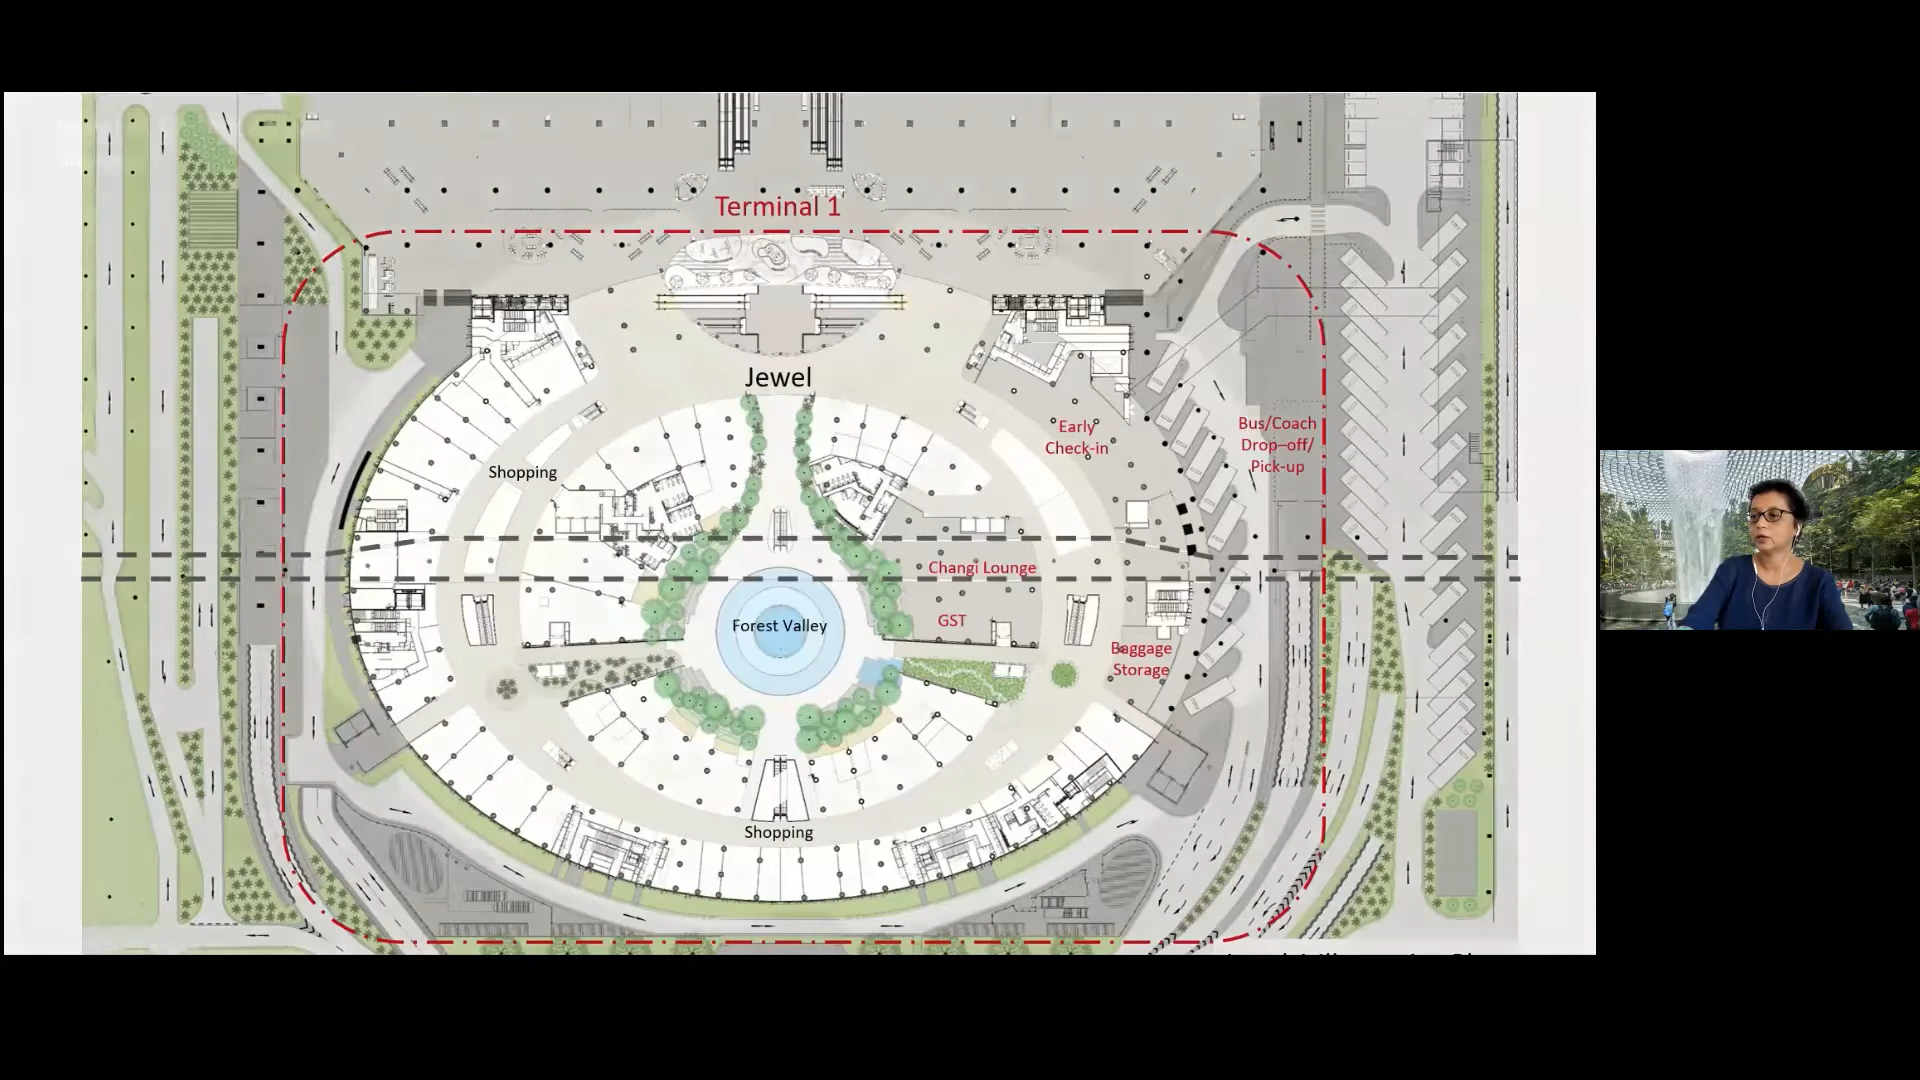 Terminal 1
Jewel
Early
Check-in
Bus/Coach
Drop–off/
Pick-up
Shopping
Changi Lounge
GST
Forest Valley
Baggage
Storage
Shopping